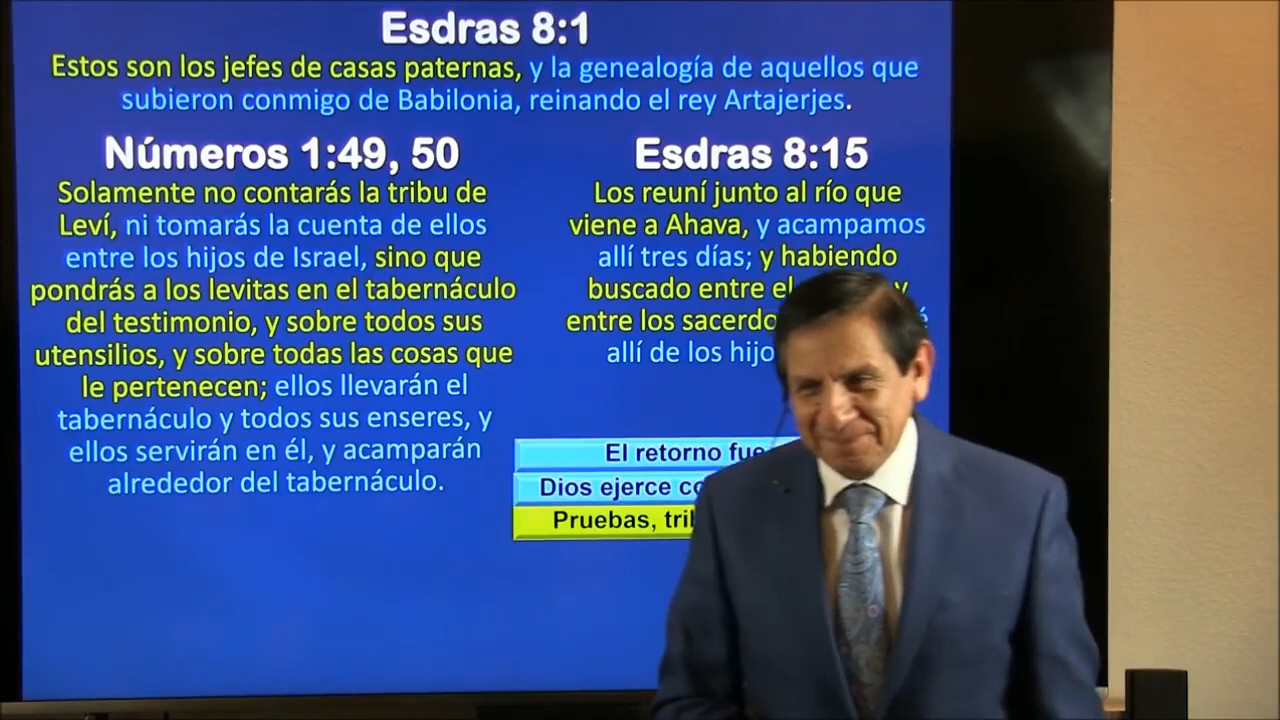 Esdras 8:1
Estos son los jefes de casas paternas, y la genealogía de aquellos que
subieron conmigo de Babilonia, reinando el rey Artajerjes.
Números 1:49, 50
Solamente no contarás la tribu de
Leví, ni tomarás la cuenta de ellos
entre los hijos de Israel, sino que
pondrás a los levitas en el tabernáculo
del testimonio, y sobre todos sus
utensilios, y sobre todas las cosas que
le pertenecen; ellos llevarán el
tabernáculo y todos sus enseres, y
ellos servirán en él, y acamparán
alrededor del tabernáculo.
Esdras 8:15
Los reuní junto al río que
viene a Ahava, y acampamos
allí tres días; y habiendo
buscado entre el y
entre los
allí de los
El retorno
Dios ejerce
Pruebas,